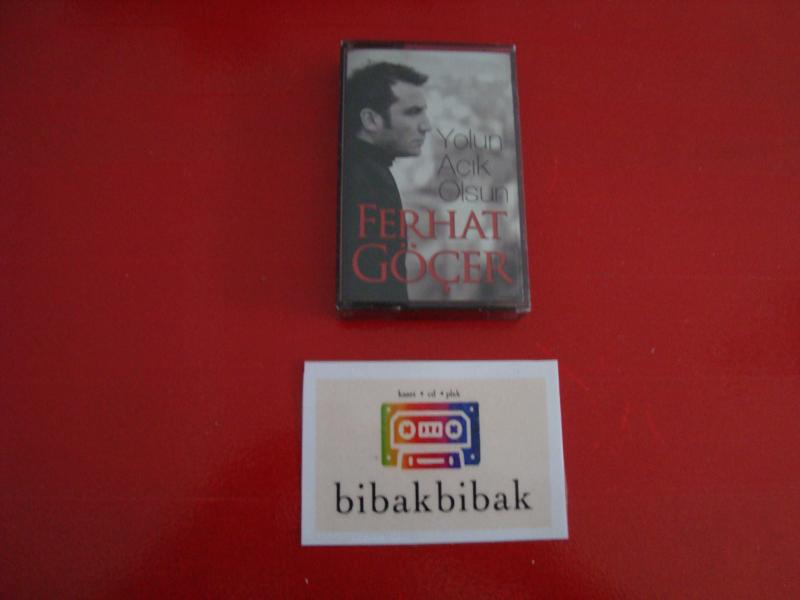 Yolun
Açık
Olsun
FERHAT
GÖÇER
kaset • cd • plak
bibakbibak